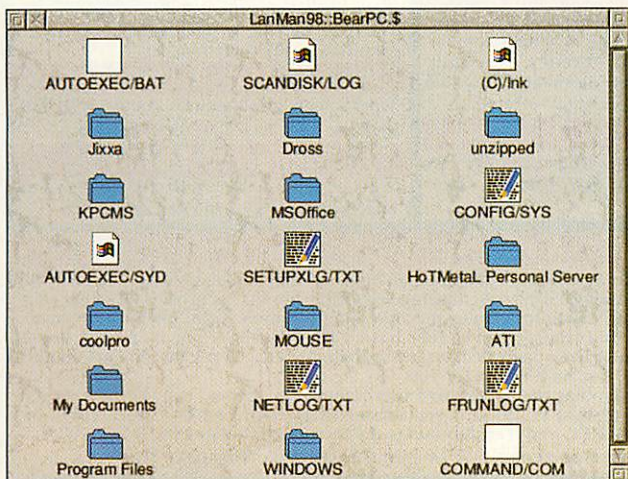 LanMan98::BearPC.$
AUTOEXEC/BAT SCANDISK/LOG (C)/lnk
Jixxa Dross unzipped
KPCMS MSOffice CONFIG/SYS
AUTOEXEC/SYD SETUPXLG/TXT HoTMetaL Personal Server
coolpro MOUSE ATI
My Documents NETLOG/TXT FRUNLOG/TXT
Program Files WINDOWS COMMAND/COM